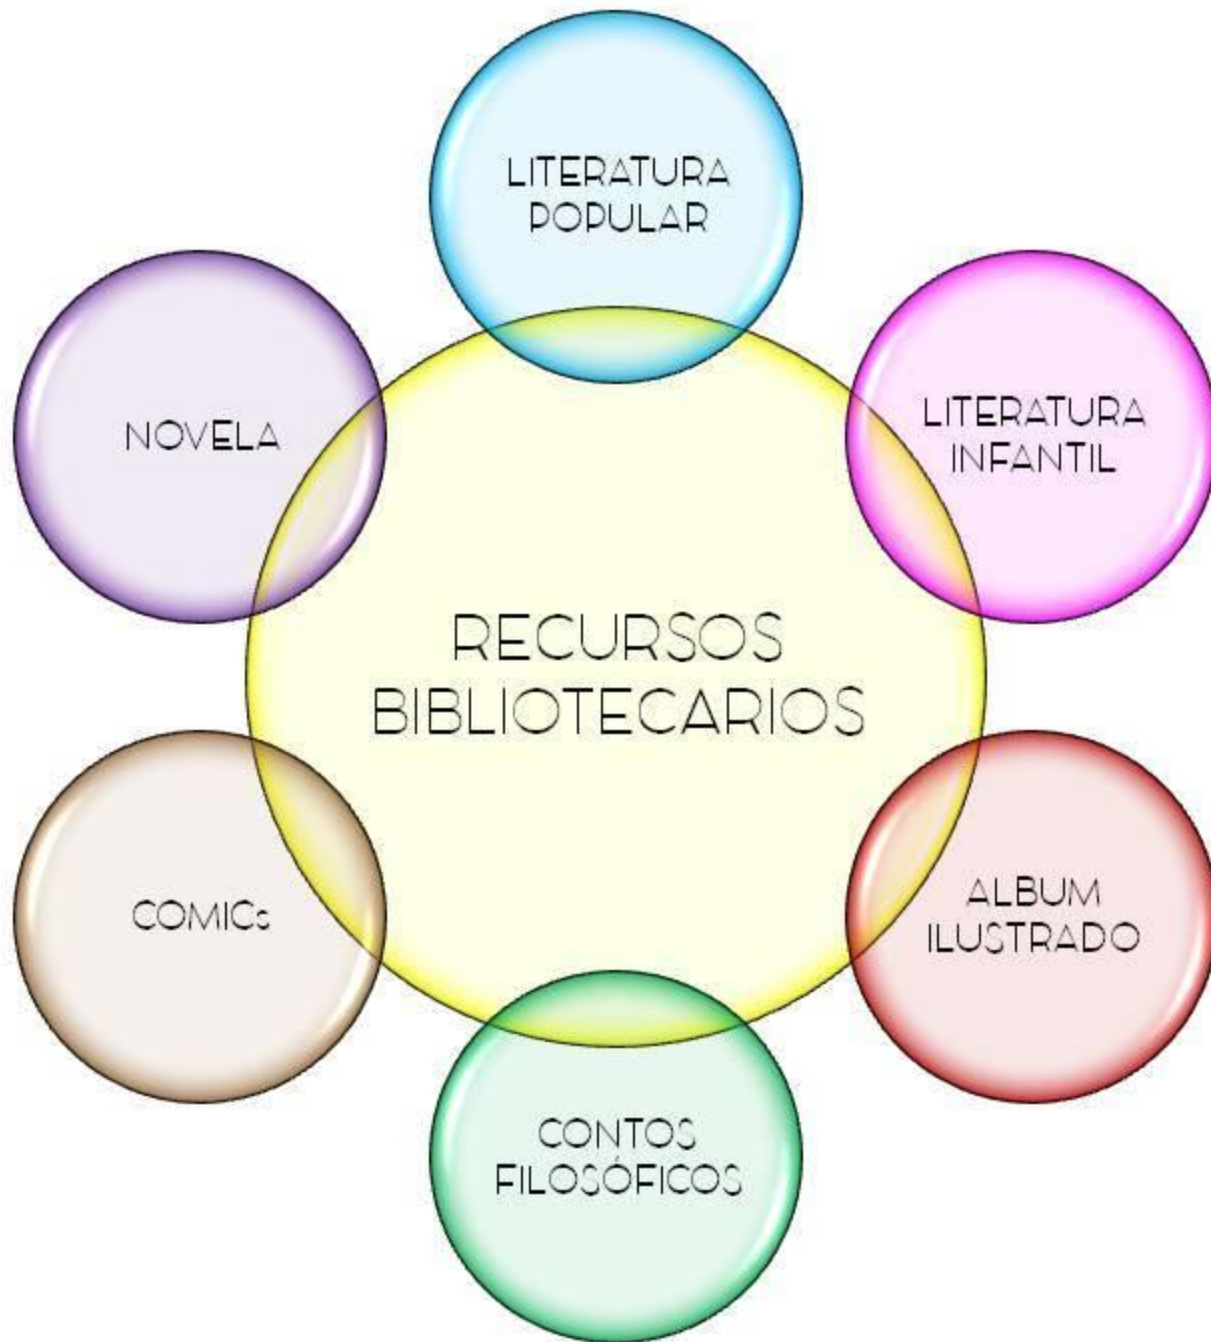 LITERATURA
POPULAR
NOVELA
LITERATURA
INFANTIL
RECURSOS
BIBLIOTECARIOS
COMICs
ALBUM
ILUSTRADO
CONTOS
FILOSÓFICOS